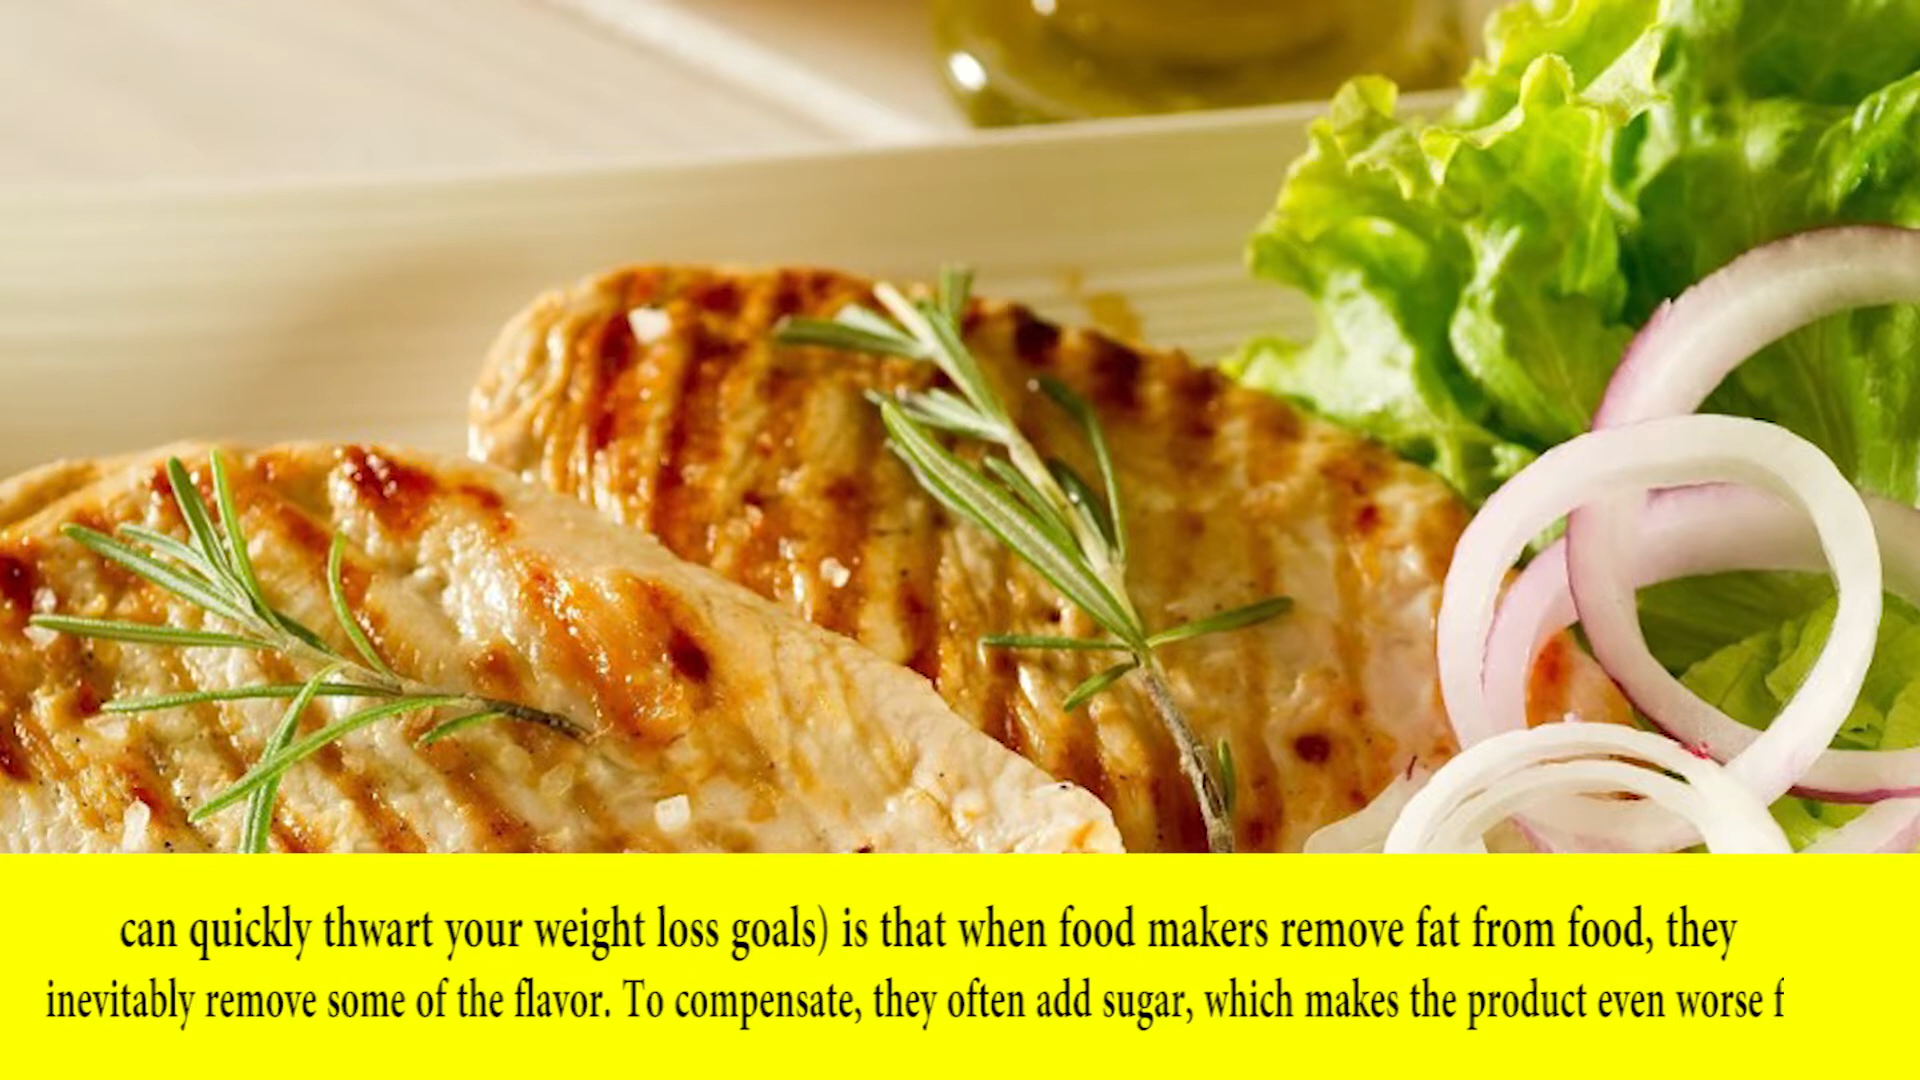 can quickly thwart your weight loss goals) is that when food makers remove fat from food, they
inevitably remove some of the flavor. To compensate, they often add sugar, which makes the product even worse f